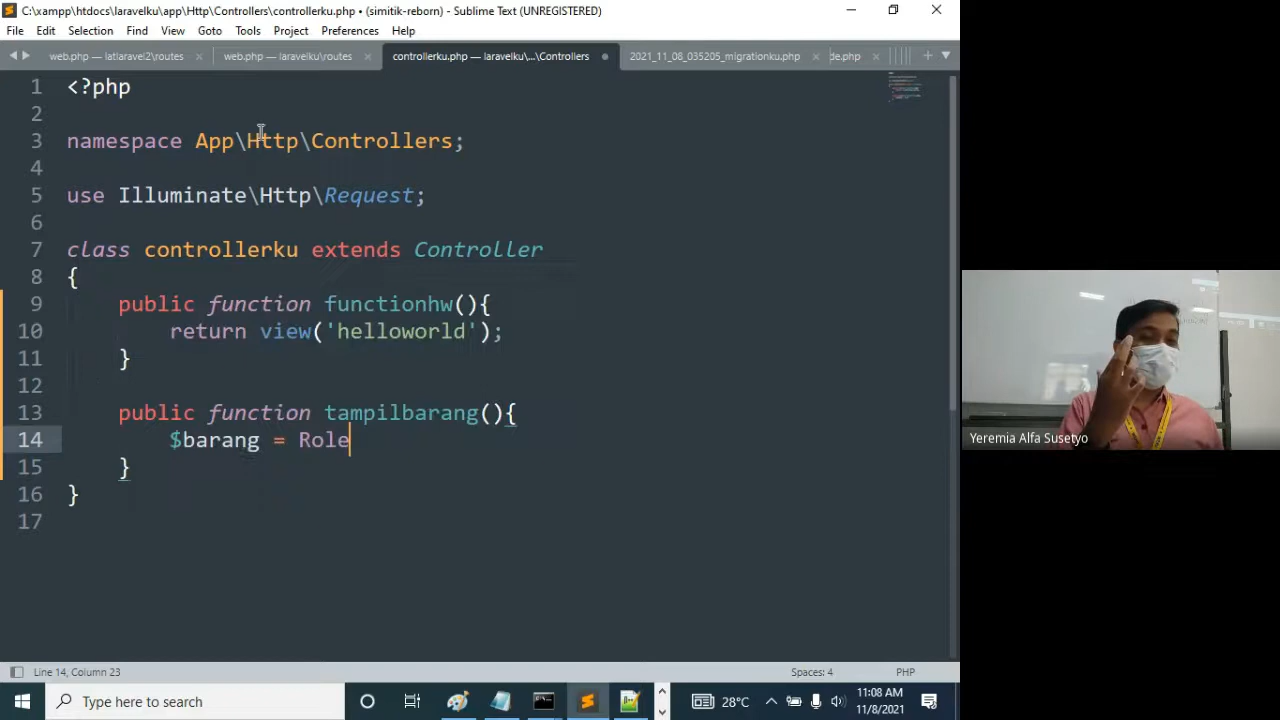 C:\xampp\htdocs\laravelku\app\Http\Controllers\controllerku.php • (simitik-reborn) - Sublime Text (UNREGISTERED)
File Edit Selection Find View Goto Tools Project Preferences Help
web.php — latlaravel2\routes × web.php — laravelku\routes × controllerku.php — laravelku\...\Controllers 2021_11_08_035205_migrationku.php × de.php ×
1 <?php
2
3 namespace App\Http\Controllers;
4
5 use Illuminate\Http\Request;
6
7 class controllerku extends Controller
8 {
9 public function functionhw(){
10 return view('helloworld');
11 }
12
13 public function tampilbarang(){
14 $barang = Role
15 }
16 }
17
Yeremia Alfa Susetyo
Line 14, Column 23 Spaces: 4 PHP
Type here to search 28°C 11:08 AM
11/8/2021